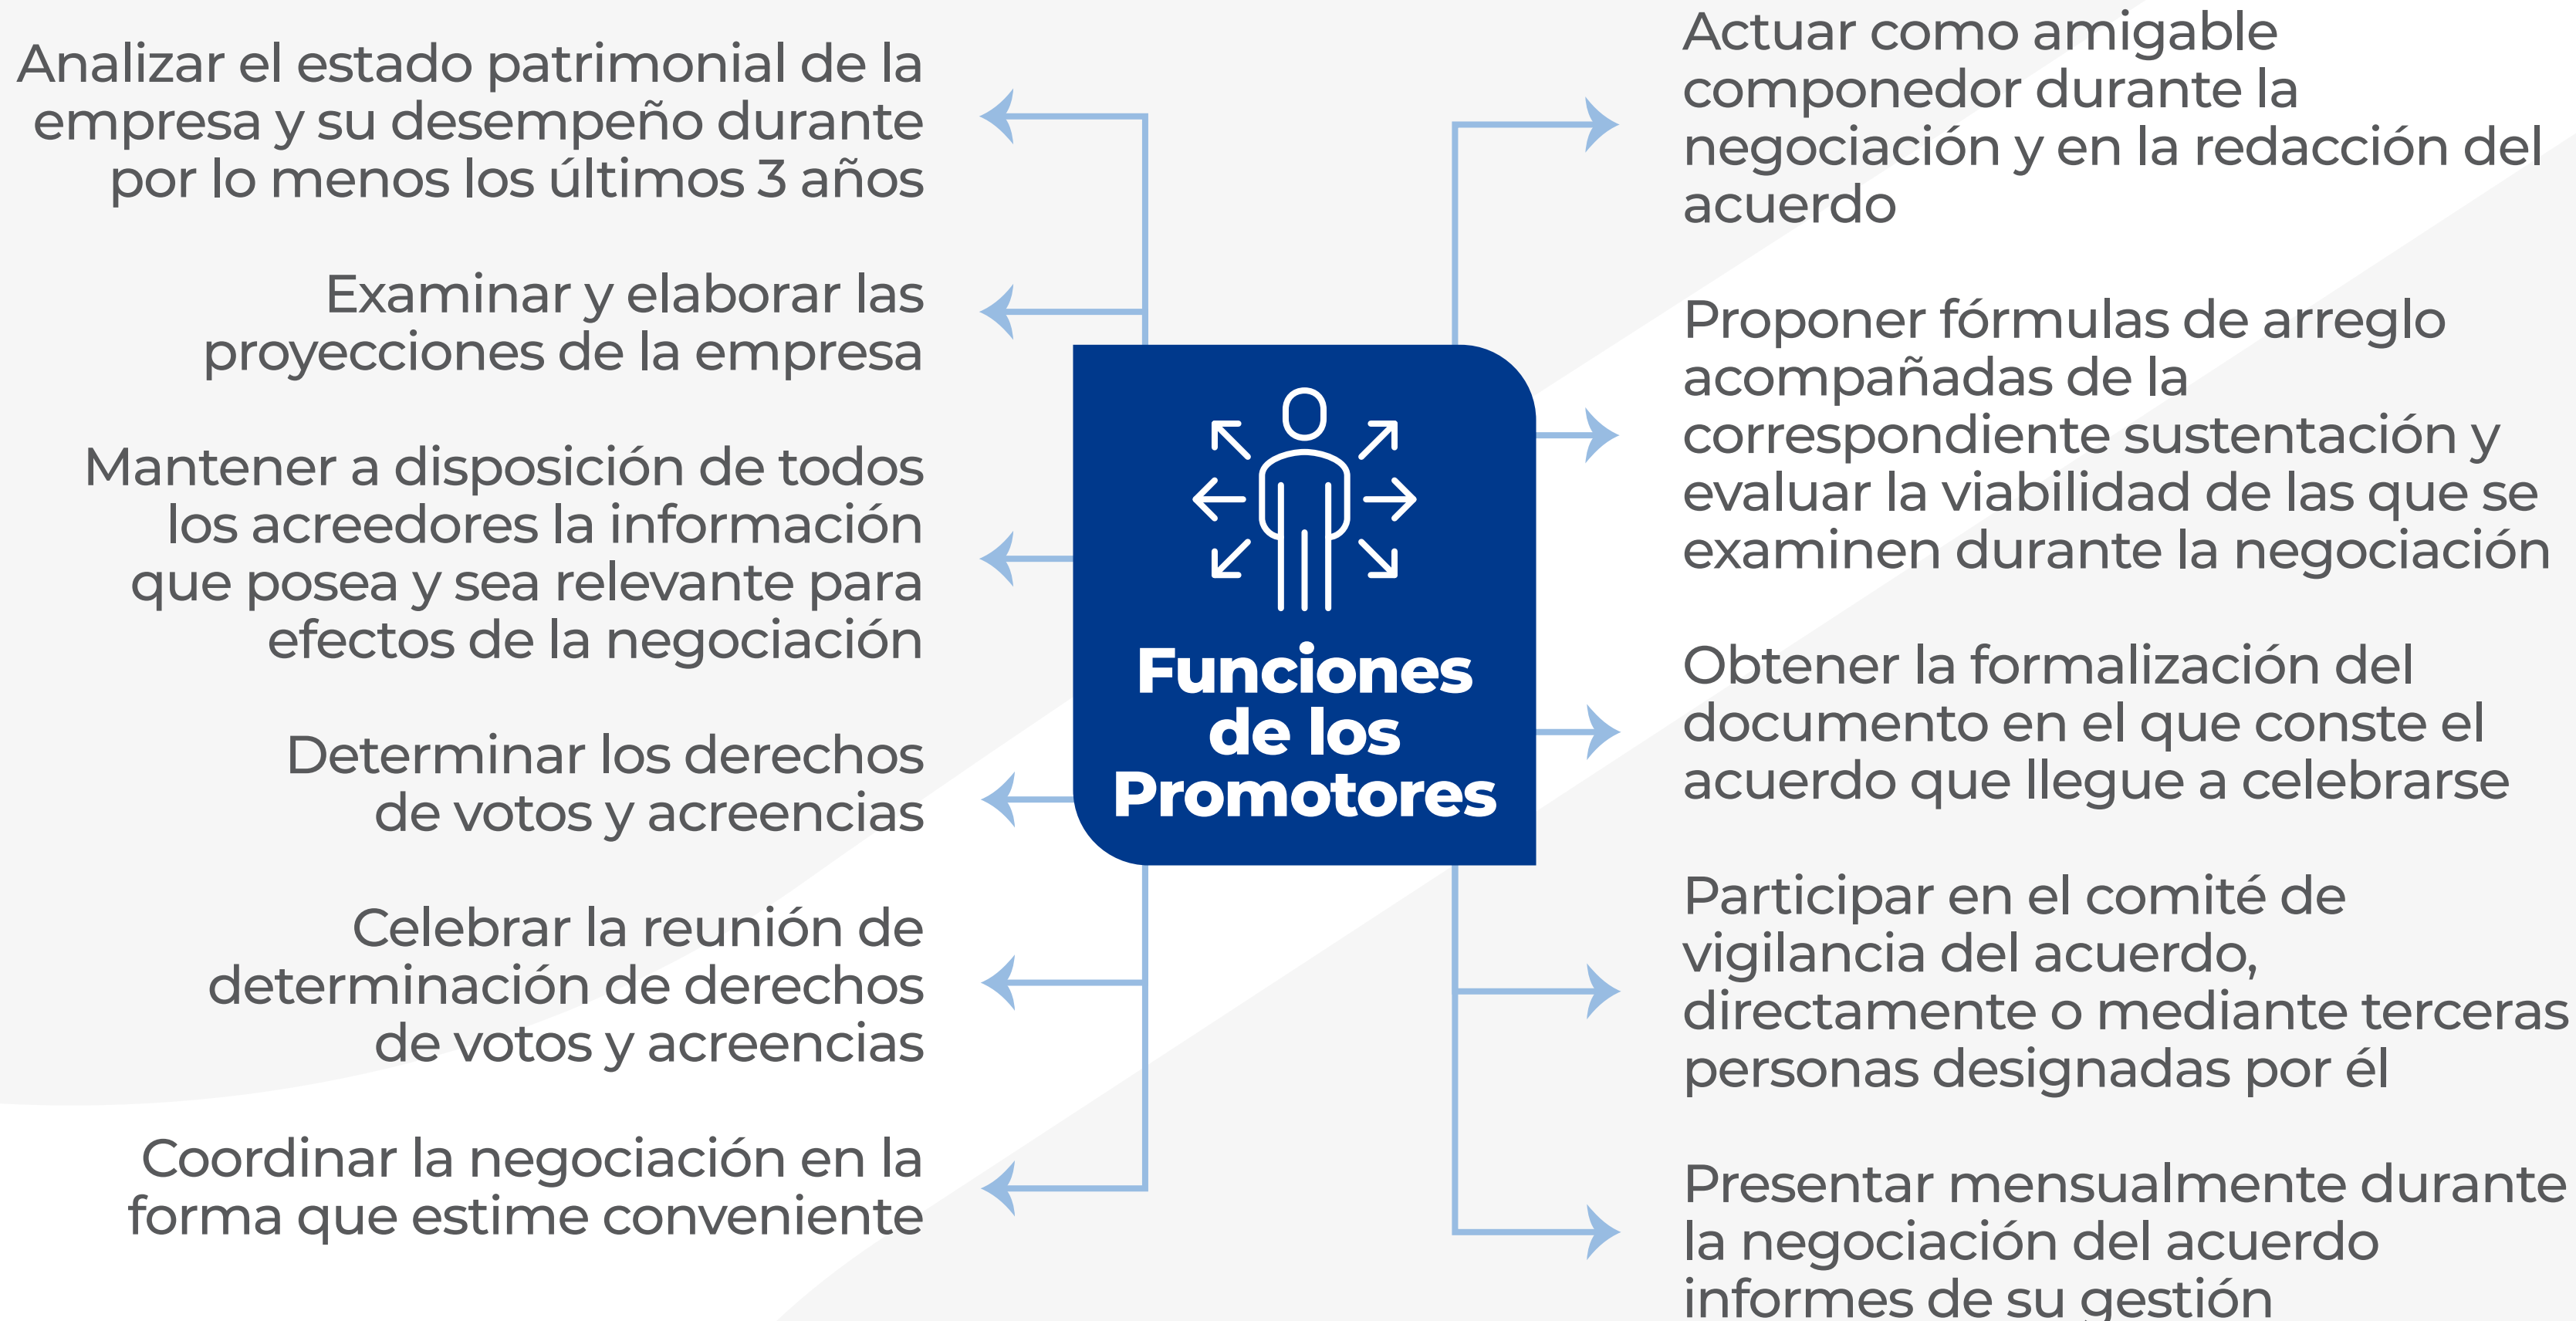 Analizar el estado patrimonial de la
empresa y su desempeño durante
por lo menos los últimos 3 años
Examinar y elaborar las
proyecciones de la empresa
Mantener a disposición de todos
los acreedores la información
que posea y sea relevante para
efectos de la negociación
Determinar los derechos
de votos y acreencias
Celebrar la reunión de
determinación de derechos
de votos y acreencias
Coordinar la negociación en la
forma que estime conveniente
Funciones
de los
Promotores
Actuar como amigable
componedor durante la
negociación y en la redacción del
acuerdo
Proponer fórmulas de arreglo
acompañadas de la
correspondiente sustentación y
evaluar la viabilidad de las que se
examinen durante la negociación
Obtener la formalización del
documento en el que conste el
acuerdo que llegue a celebrarse
Participar en el comité de
vigilancia del acuerdo,
directamente o mediante terceras
personas designadas por él
Presentar mensualmente durante
la negociación del acuerdo
informes de su gestión